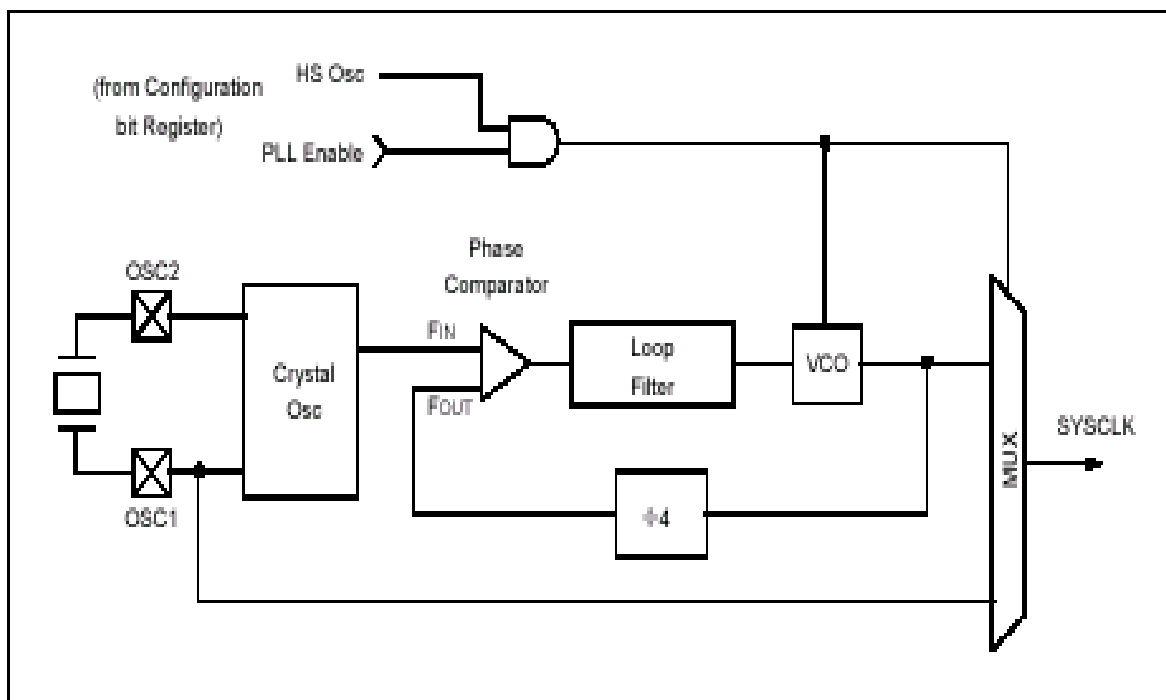 HS Osc
(from Configuration
bit Register)
PLL Enable
Phase
Comparator
OSC2
FIN
Crystal
Osc
Loop
Filter
VCO
FOUT
SYSCLK
MUX
OSC1
÷4